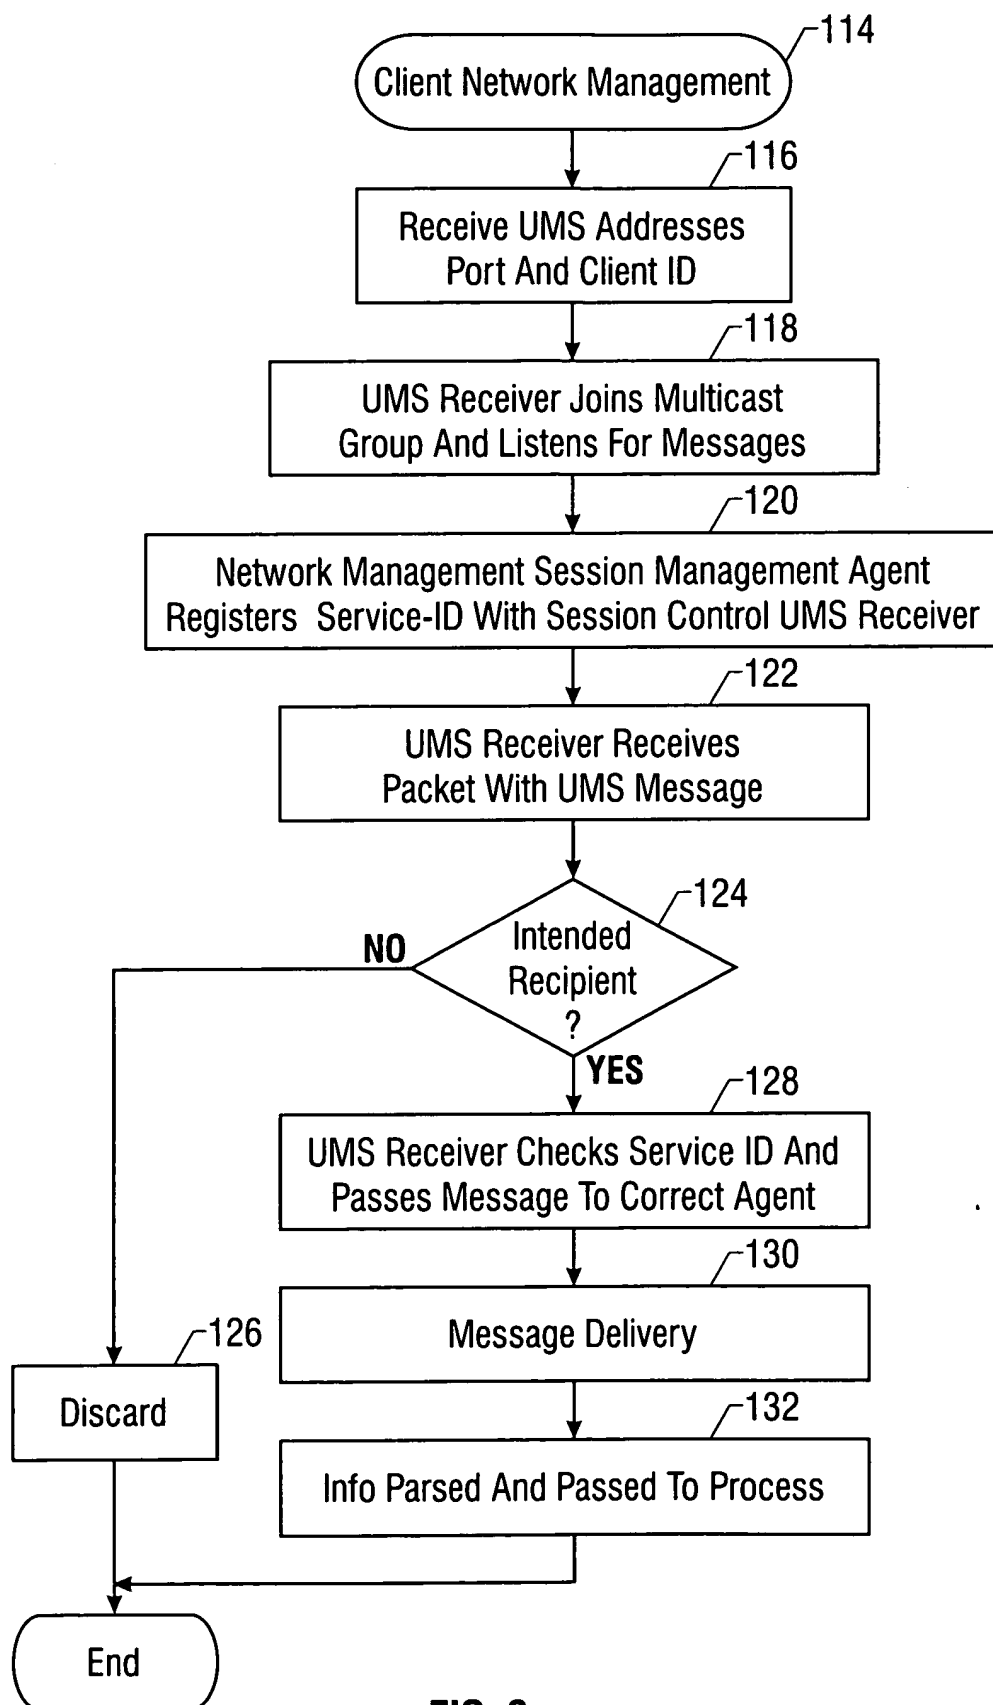 114
Client Network Management
116
Receive UMS Addresses
Port And Client ID
118
UMS Receiver Joins Multicast
Group And Listens For Messages
120
Network Management Session Management Agent
Registers Service-ID With Session Control UMS Receiver
122
UMS Receiver Receives
Packet With UMS Message
124
Intended
Recipient
?
NO
YES
128
UMS Receiver Checks Service ID And
Passes Message To Correct Agent
130
Message Delivery
126
Discard
132
Info Parsed And Passed To Process
End